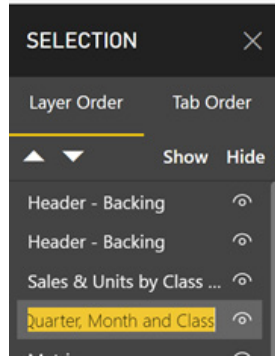 SELECTION
Layer Order Tab Order
Show Hide
Header - Backing
Header - Backing
Sales & Units by Class ...
Quarter, Month and Class